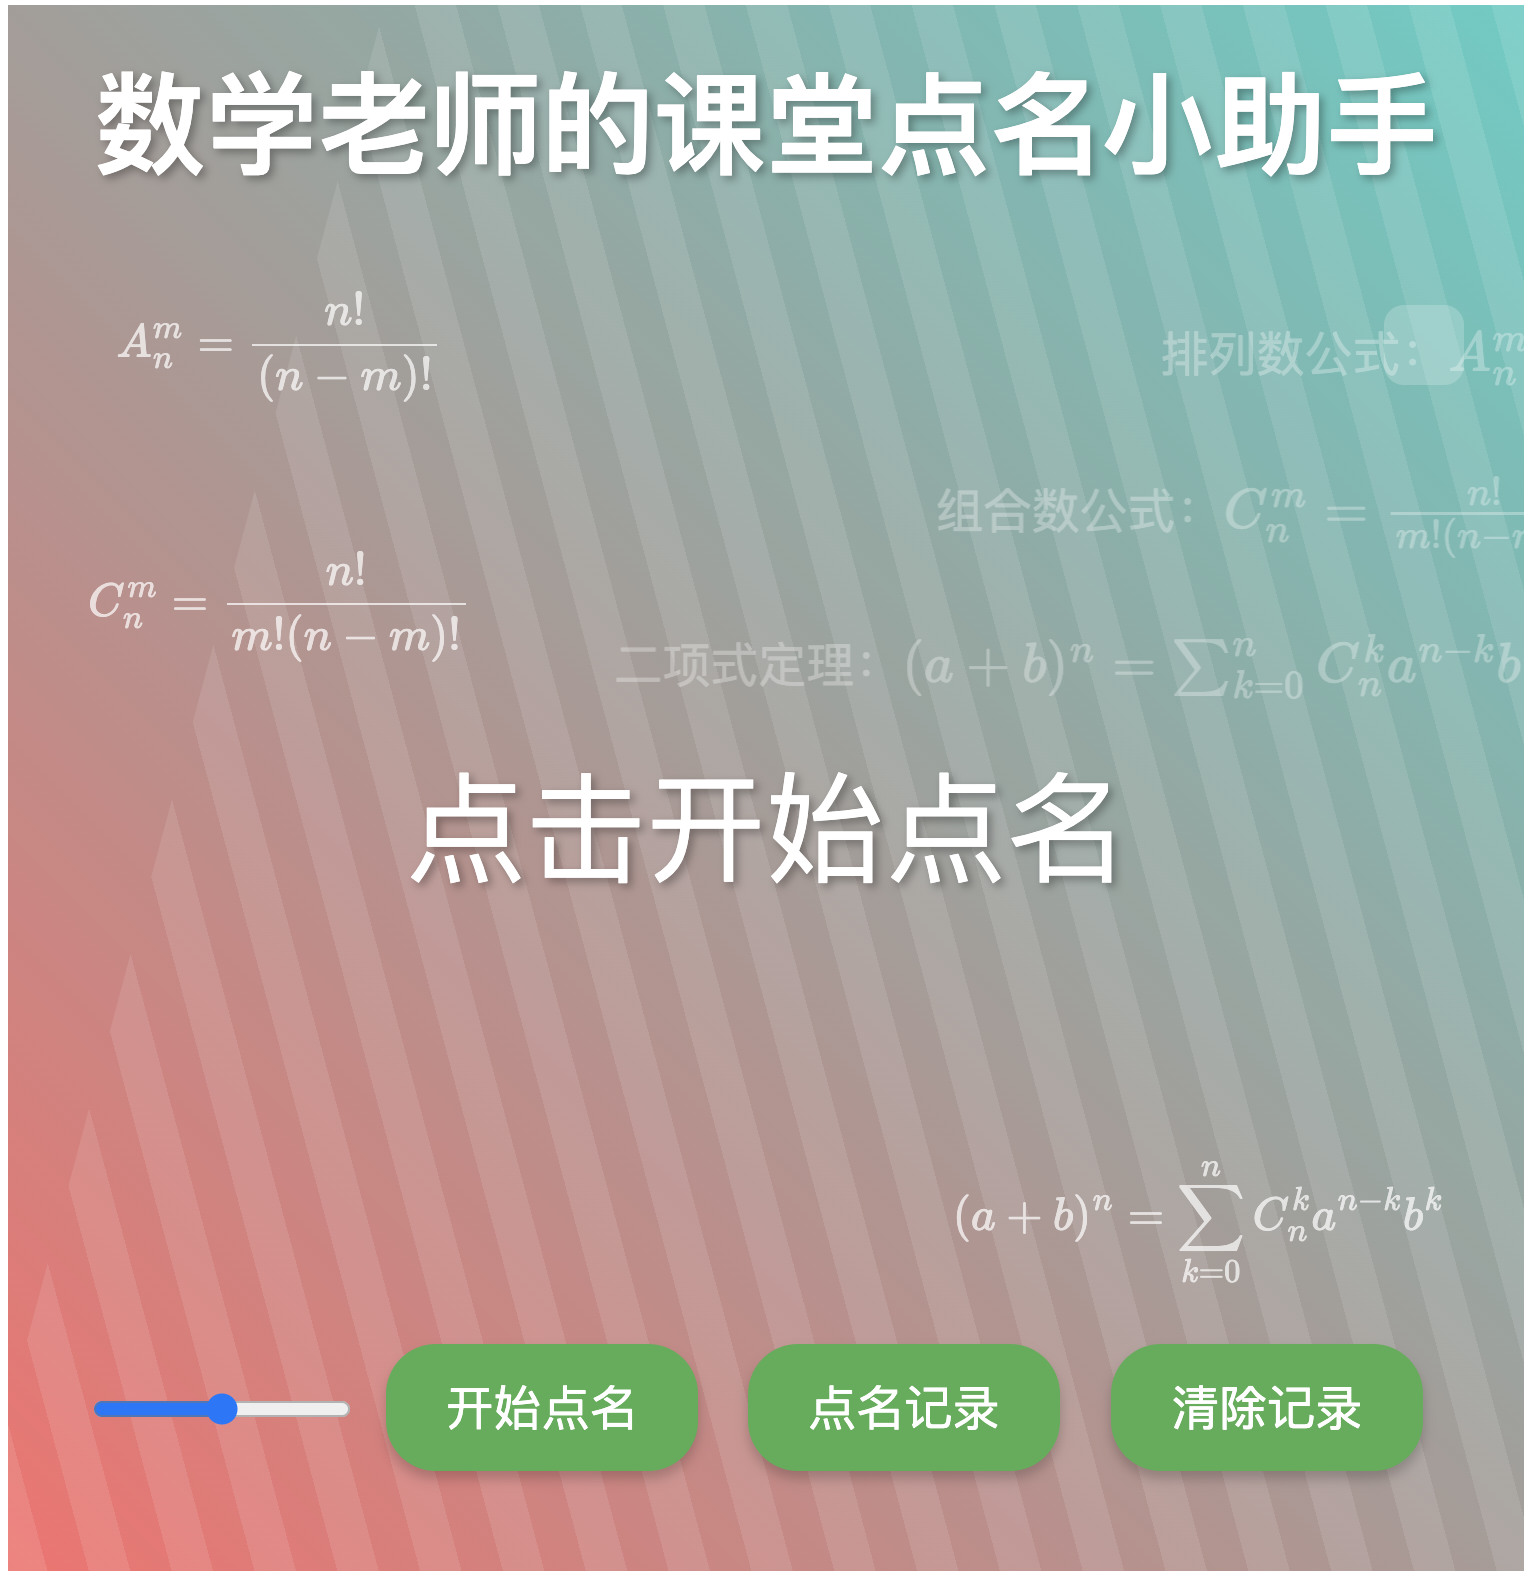 数学老师的课堂点名小助手
A_n^m = \frac{n!}{(n-m)!}
排列数公式：A_n^m
组合数公式：C_n^m = \frac{n!}{m!(n-
C_n^m = \frac{n!}{m!(n-m)!}
二项式定理：(a+b)^n = \sum_{k=0}^n C_n^k a^{n-k} b
点击开始点名
(a+b)^n = \sum_{k=0}^n C_n^k a^{n-k} b^k
开始点名 点名记录 清除记录